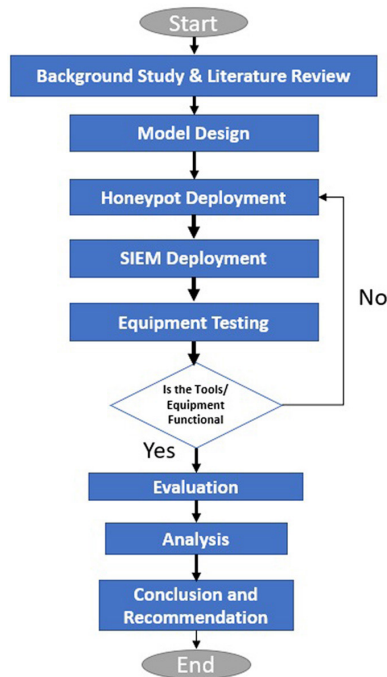 Start
Background Study & Literature Review
Model Design
Honeypot Deployment
SIEM Deployment
No
Equipment Testing
Is the Tools/
Equipment
Functional
Yes
Evaluation
Analysis
Conclusion and
Recommendation
End